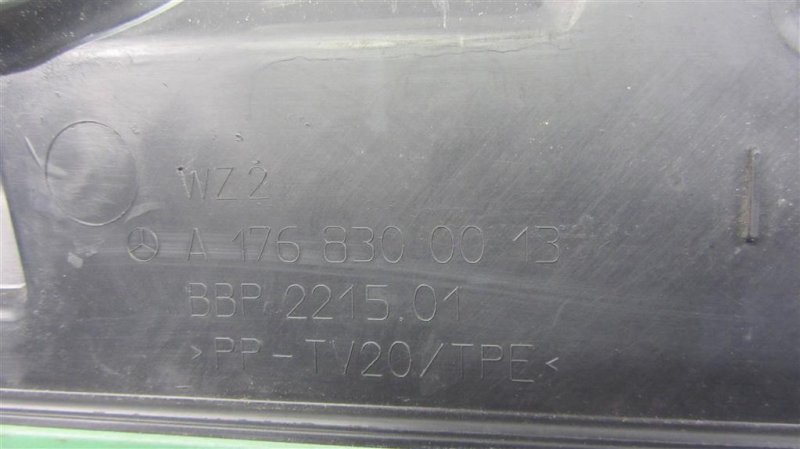 WZ2
A 176 830 00 13
BBP 2215.01
>PP-TV20/TPE<